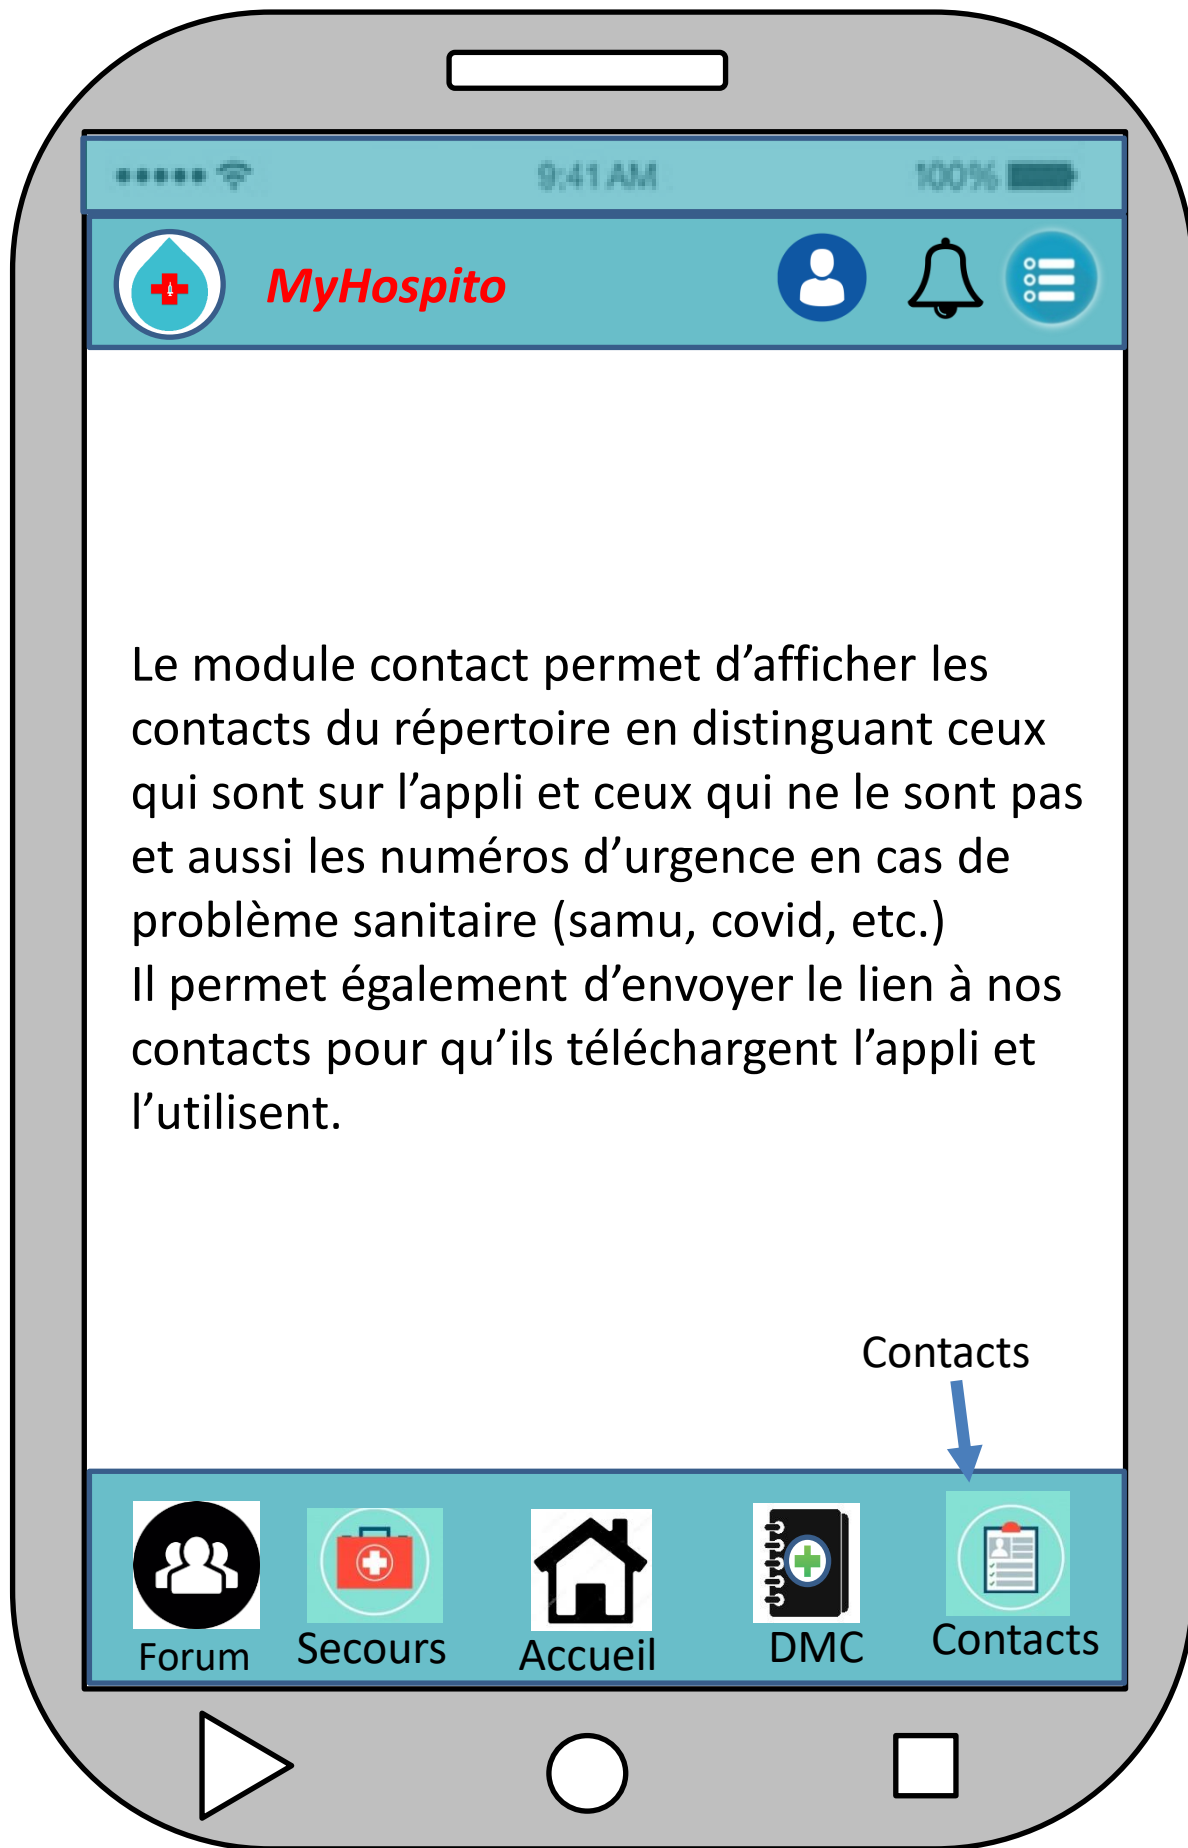 9:41 AM
100%
MyHospito
Le module contact permet d’afficher les
contacts du répertoire en distinguant ceux
qui sont sur l’appli et ceux qui ne le sont pas
et aussi les numéros d’urgence en cas de
problème sanitaire (samu, covid, etc.)
Il permet également d’envoyer le lien à nos
contacts pour qu’ils téléchargent l’appli et
l’utilisent.
Contacts
Forum
Secours
Accueil
DMC
Contacts